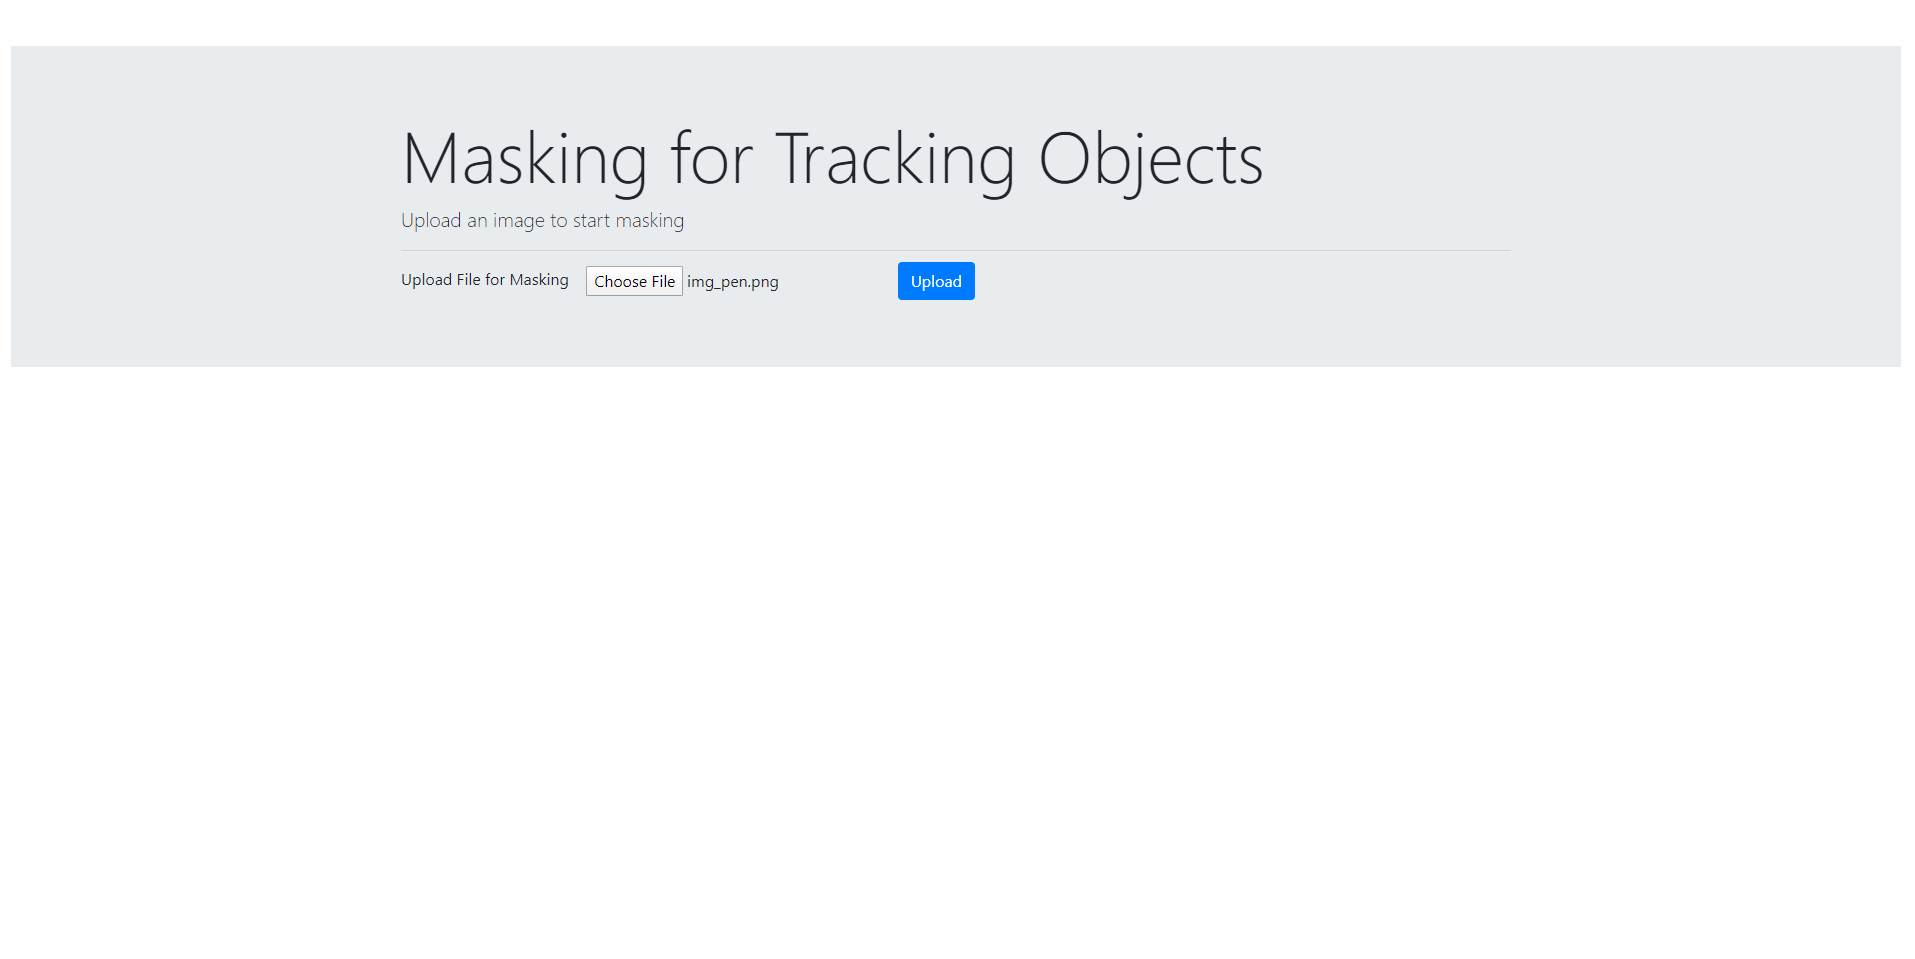 Masking for Tracking Objects
Upload an image to start masking
Upload File for Masking Choose File img_pen.png Upload